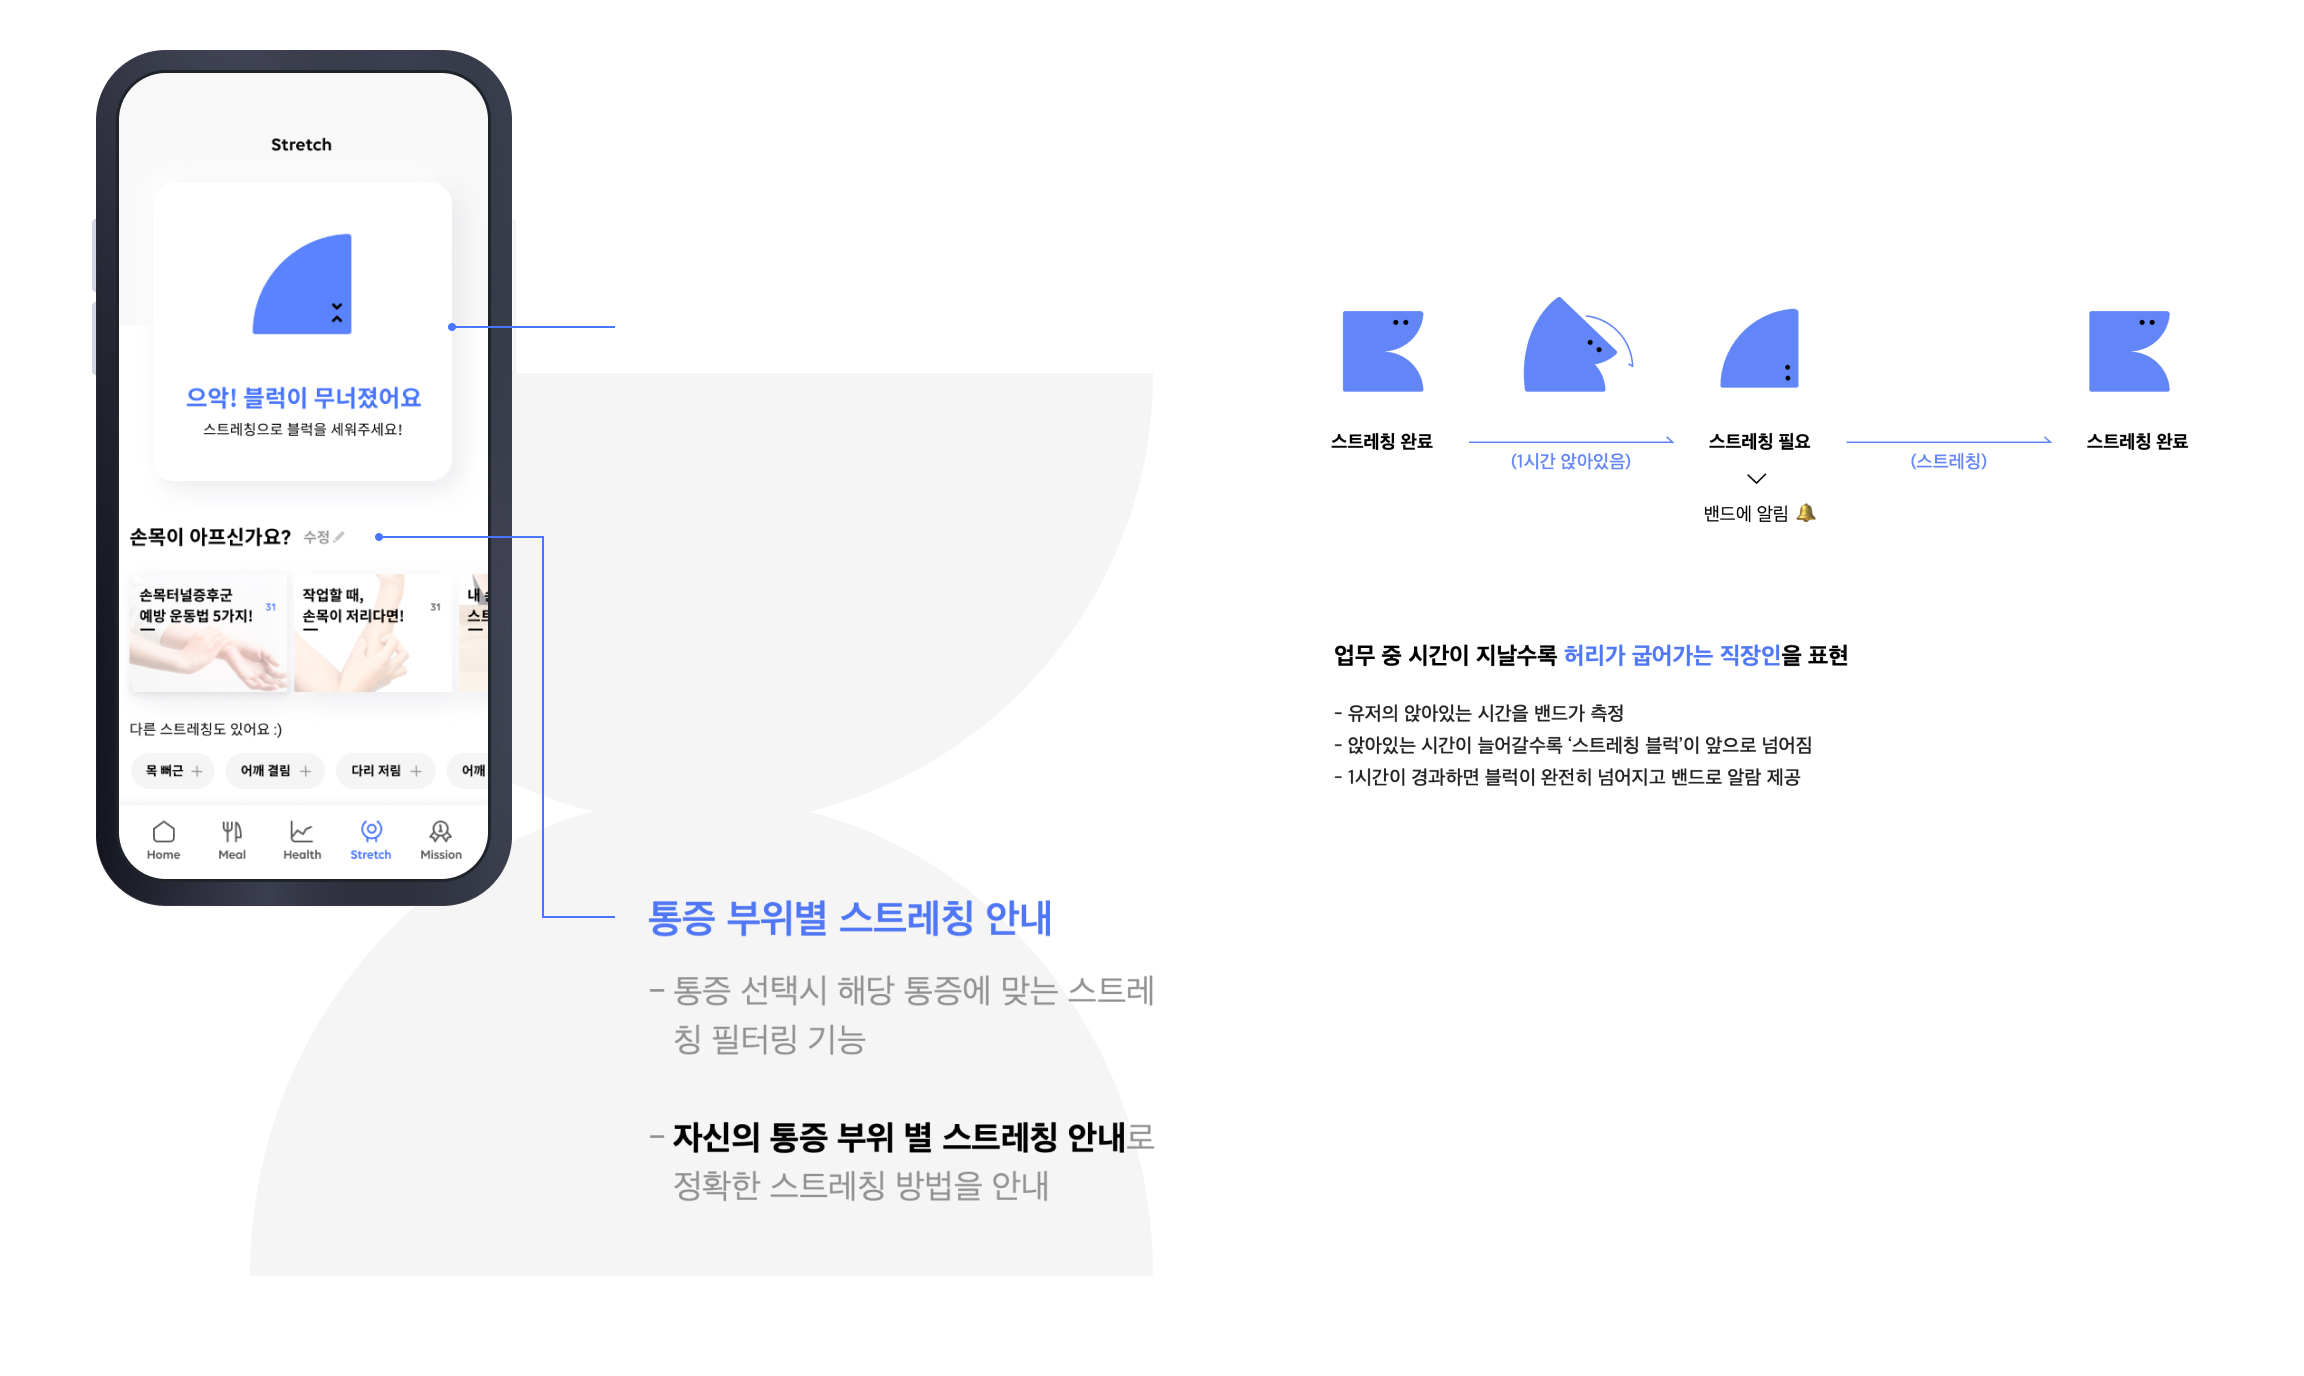 Stretch
으악! 블럭이 무너졌어요
스트레칭으로 블럭을 세워주세요!
손목이 아프신가요? 수정
손목터널증후군
예방 운동법 5가지!
31
작업할 때,
손목이 저리다면!
31
내
스트
다른 스트레칭도 있어요 :)
목 뻐근
어깨 결림
다리 저림
어깨
Home
Meal
Health
Stretch
Mission
통증 부위별 스트레칭 안내
- 통증 선택시 해당 통증에 맞는 스트레
칭 필터링 기능
- 자신의 통증 부위 별 스트레칭 안내로
정확한 스트레칭 방법을 안내
스트레칭 완료
(1시간 앉아있음)
스트레칭 필요
밴드에 알림
(스트레칭)
스트레칭 완료
업무 중 시간이 지날수록 허리가 굽어가는 직장인을 표현
- 유저의 앉아있는 시간을 밴드가 측정
- 앉아있는 시간이 늘어갈수록 ‘스트레칭 블럭’이 앞으로 넘어짐
- 1시간이 경과하면 블럭이 완전히 넘어지고 밴드로 알람 제공